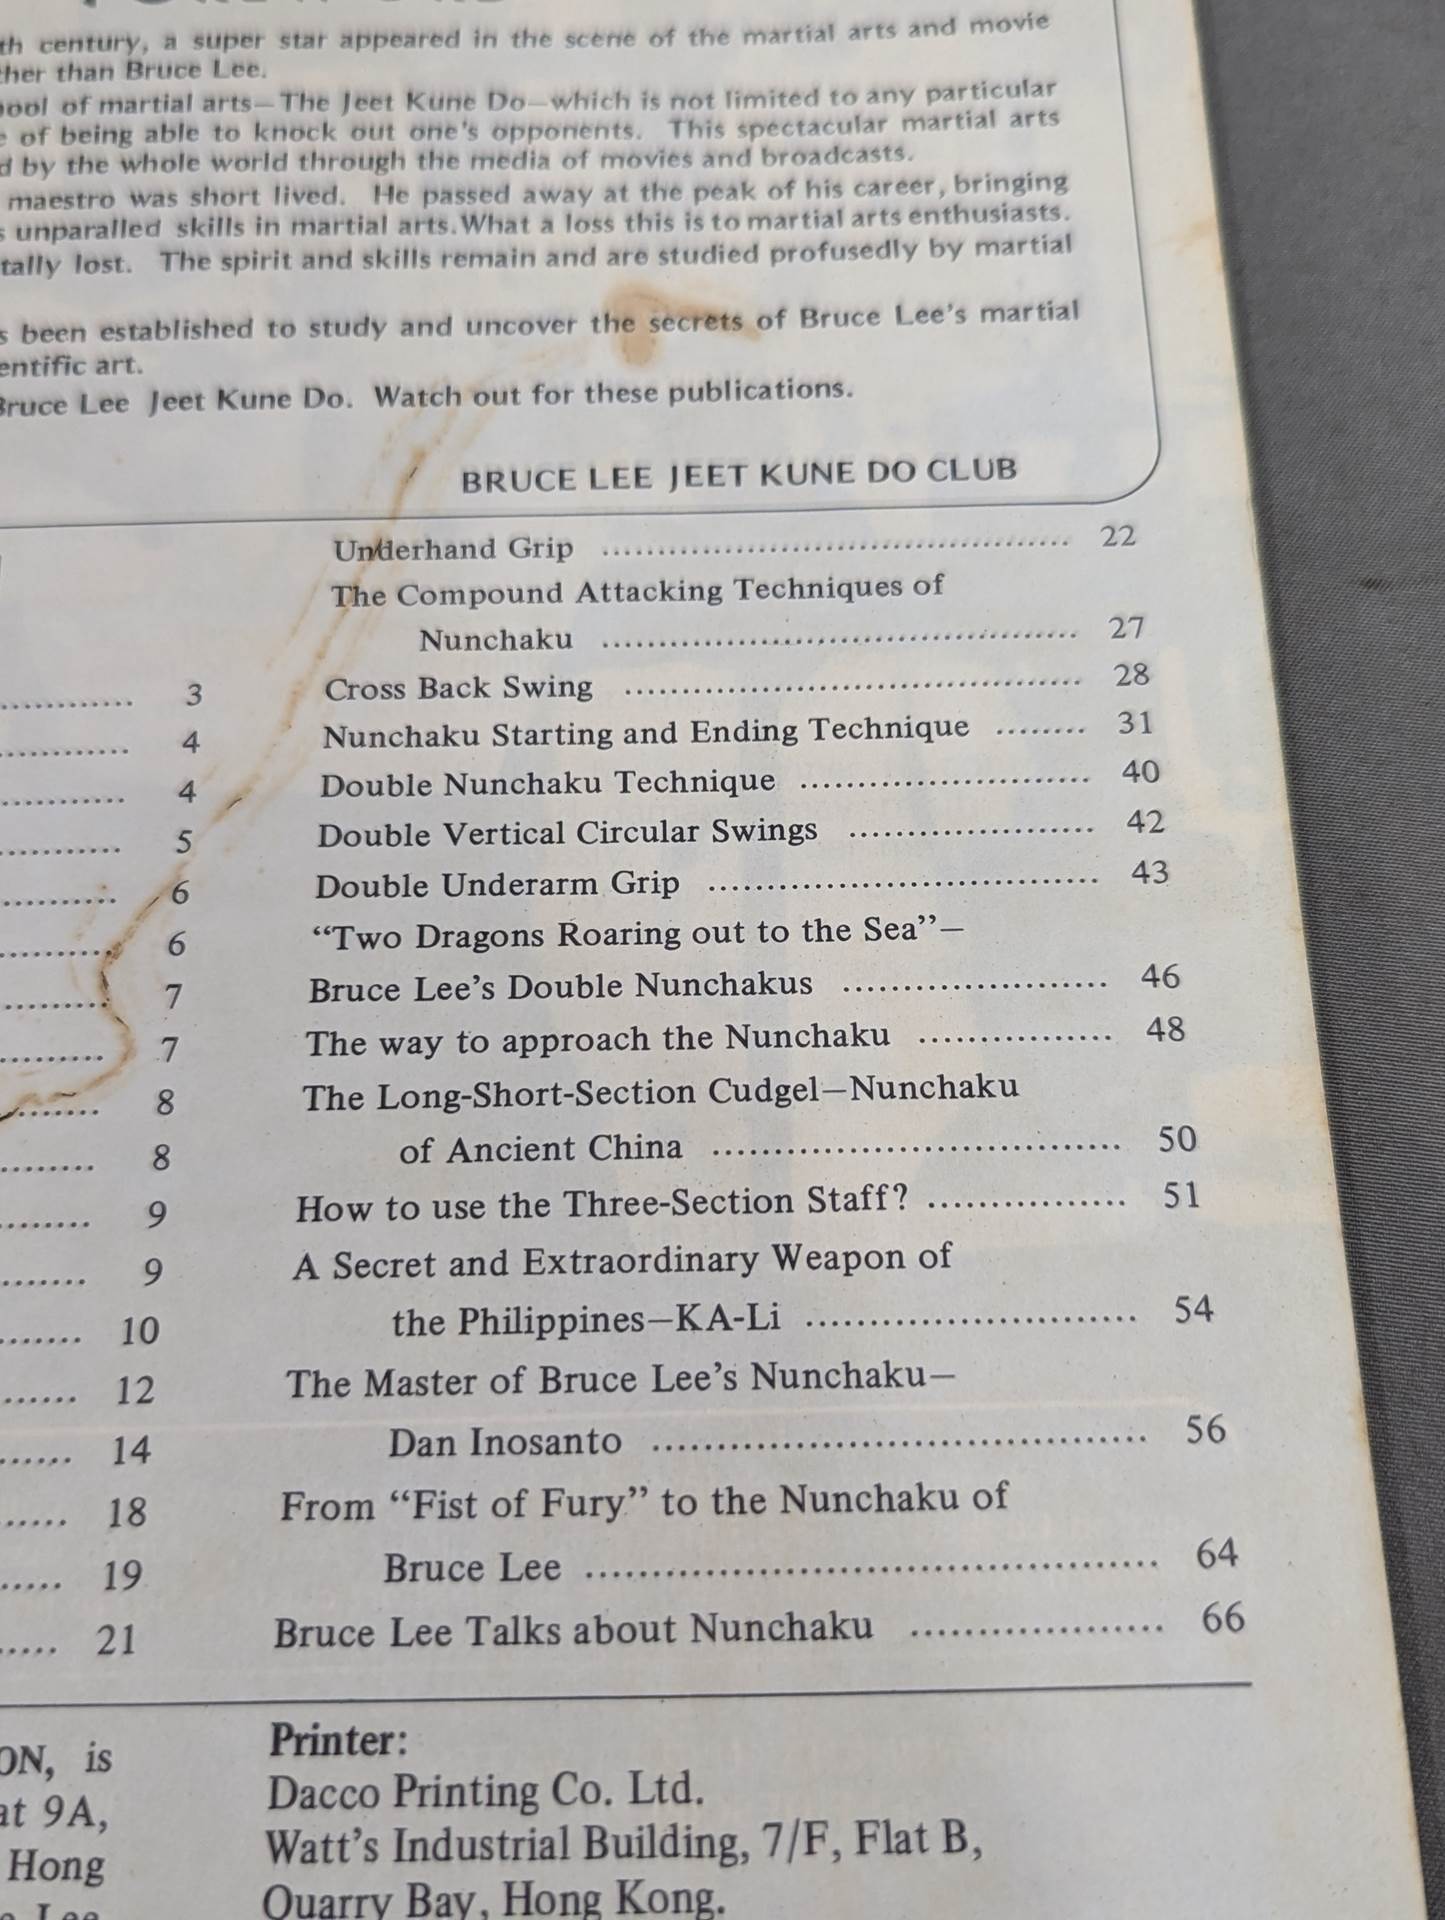 th century, a super star appeared in the scene of the martial arts and movie
ther than Bruce Lee.
ool of martial arts—The Jeet Kune Do—which is not limited to any particular
e of being able to knock out one's opponents. This spectacular martial arts
d by the whole world through the media of movies and broadcasts.
maestro was short lived. He passed away at the peak of his career, bringing
s unparalled skills in martial arts.What a loss this is to martial arts enthusiasts.
tally lost. The spirit and skills remain and are studied profusedly by martial
s been established to study and uncover the secrets of Bruce Lee's martial
entific art.
Bruce Lee Jeet Kune Do. Watch out for these publications.
BRUCE LEE JEET KUNE DO CLUB
............ 3
............ 4
............ 4
............ 5
............ 6
............ 6
............ 7
............ 7
........ 8
........ 8
........ 9
........ 9
....... 10
...... 12
...... 14
...... 18
..... 19
..... 21
Underhand Grip ........................................... 22
The Compound Attacking Techniques of
Nunchaku ........................................... 27
Cross Back Swing ......................................... 28
Nunchaku Starting and Ending Technique ........ 31
Double Nunchaku Technique ........................... 40
Double Vertical Circular Swings ...................... 42
Double Underarm Grip .................................. 43
“Two Dragons Roaring out to the Sea”—
Bruce Lee’s Double Nunchakus ...................... 46
The way to approach the Nunchaku ................ 48
The Long-Short-Section Cudgel—Nunchaku
of Ancient China .................................. 50
How to use the Three-Section Staff? ................ 51
A Secret and Extraordinary Weapon of
the Philippines—KA-Li .......................... 54
The Master of Bruce Lee’s Nunchaku—
Dan Inosanto ...................................... 56
From “Fist of Fury” to the Nunchaku of
Bruce Lee ........................................... 64
Bruce Lee Talks about Nunchaku ................... 66
ON, is
at 9A,
Hong
Lee
Printer:
Dacco Printing Co. Ltd.
Watt’s Industrial Building, 7/F, Flat B,
Quarry Bay, Hong Kong.